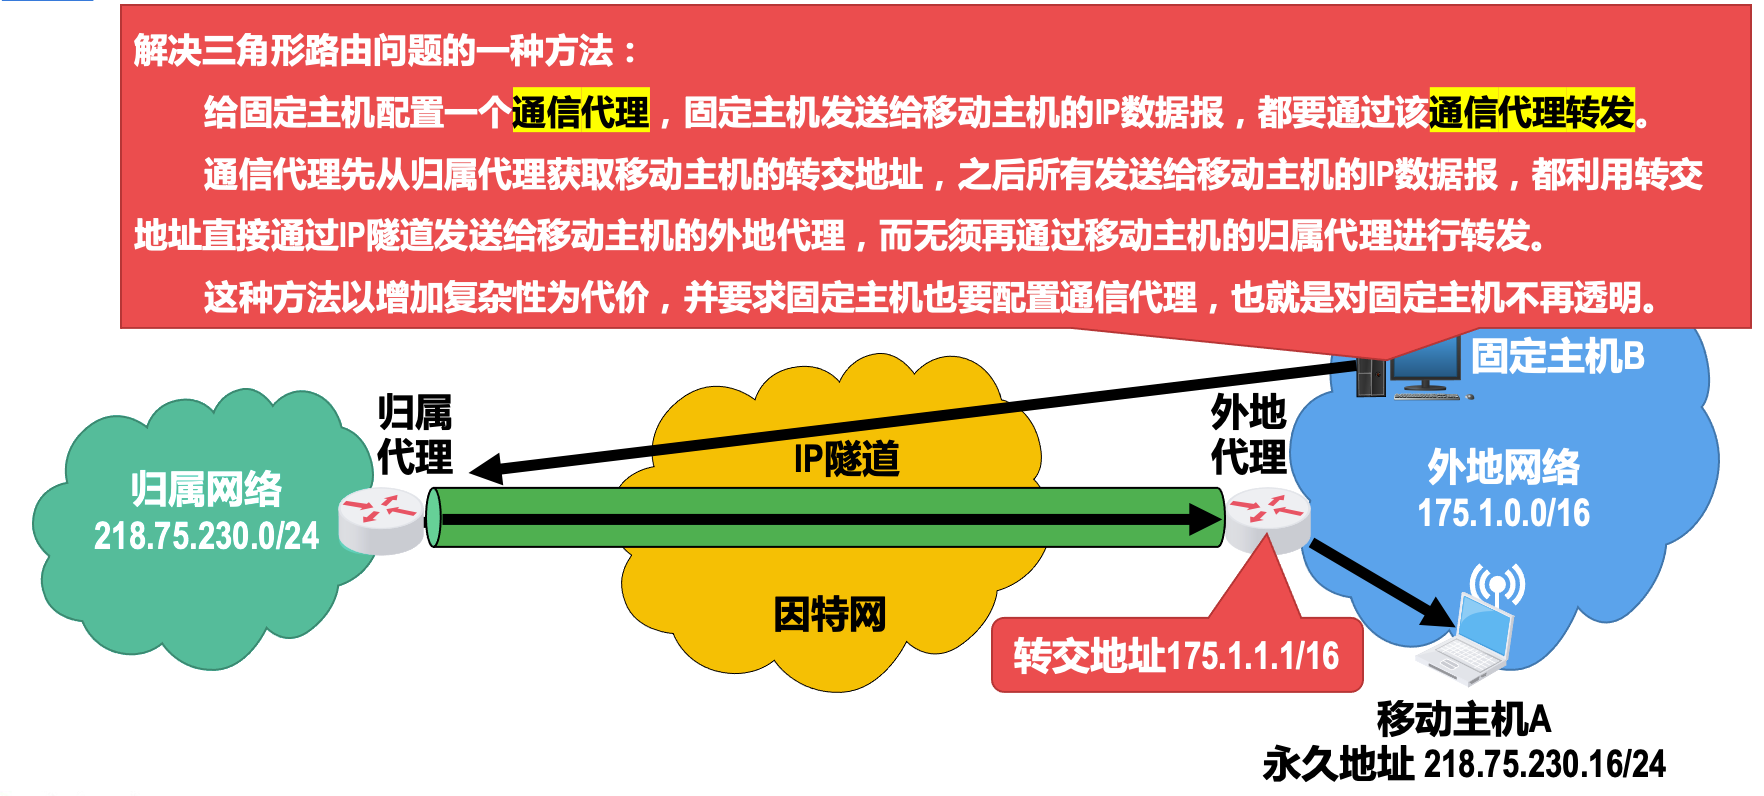 解决三角形路由问题的一种方法：
给固定主机配置一个通信代理，固定主机发送给移动主机的IP数据报，都要通过该通信代理转发。
通信代理先从归属代理获取移动主机的转交地址，之后所有发送给移动主机的IP数据报，都利用转交
地址直接通过IP隧道发送给移动主机的外地代理，而无须再通过移动主机的归属代理进行转发。
这种方法以增加复杂性为代价，并要求固定主机也要配置通信代理，也就是对固定主机不再透明。
固定主机B
归属
代理
外地
代理
IP隧道
归属网络
218.75.230.0/24
外地网络
175.1.0.0/16
因特网
转交地址175.1.1.1/16
移动主机A
永久地址 218.75.230.16/24